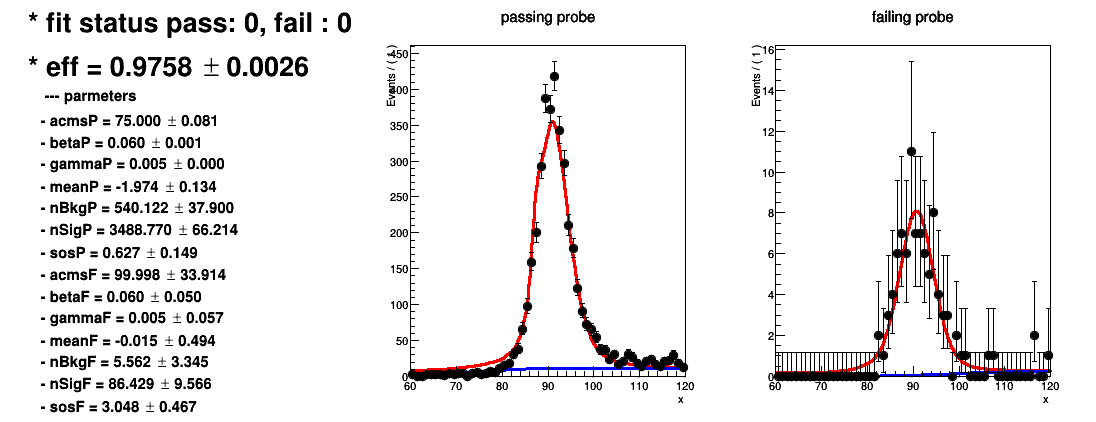 * fit status pass: 0, fail : 0
* eff = 0.9758 ± 0.0026
--- parmeters
- acmsP = 75.000 ± 0.081
- betaP = 0.060 ± 0.001
- gammaP = 0.005 ± 0.000
- meanP = -1.974 ± 0.134
- nBkgP = 540.122 ± 37.900
- nSigP = 3488.770 ± 66.214
- sosP = 0.627 ± 0.149
- acmsF = 99.998 ± 33.914
- betaF = 0.060 ± 0.050
- gammaF = 0.005 ± 0.057
- meanF = -0.015 ± 0.494
- nBkgF = 5.562 ± 3.345
- nSigF = 86.429 ± 9.566
- sosF = 3.048 ± 0.467
passing probe
Events / ( 1 )
450
400
350
300
250
200
150
100
50
0
60 70 80 90 100 110 120
x
failing probe
Events / ( 1 )
16
14
12
10
8
6
4
2
0
60 70 80 90 100 110 120
x